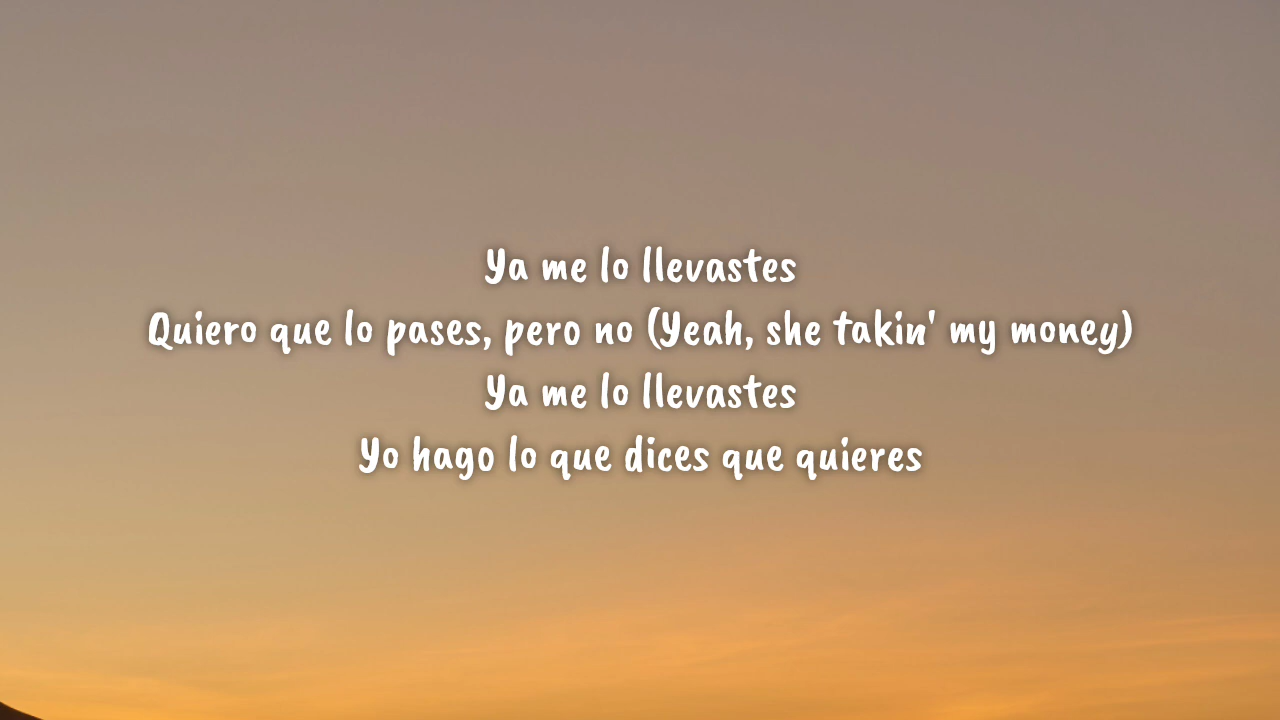 Ya me lo llevastes
Quiero que lo pases, pero no (Yeah, she takin' my money)
Ya me lo llevastes
Yo hago lo que dices que quieres